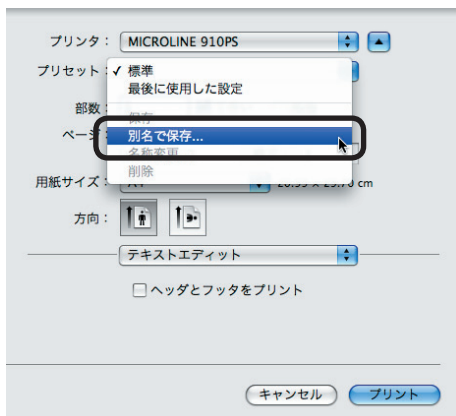 プリンタ： MICROLINE 910PS
プリセット： ✓ 標準
最後に使用した設定
部数：
保存
ページ：
別名で保存...
名称変更
削除
用紙サイズ： cm
方向：
テキストエディット
ヘッダとフッタをプリント
キャンセル プリント